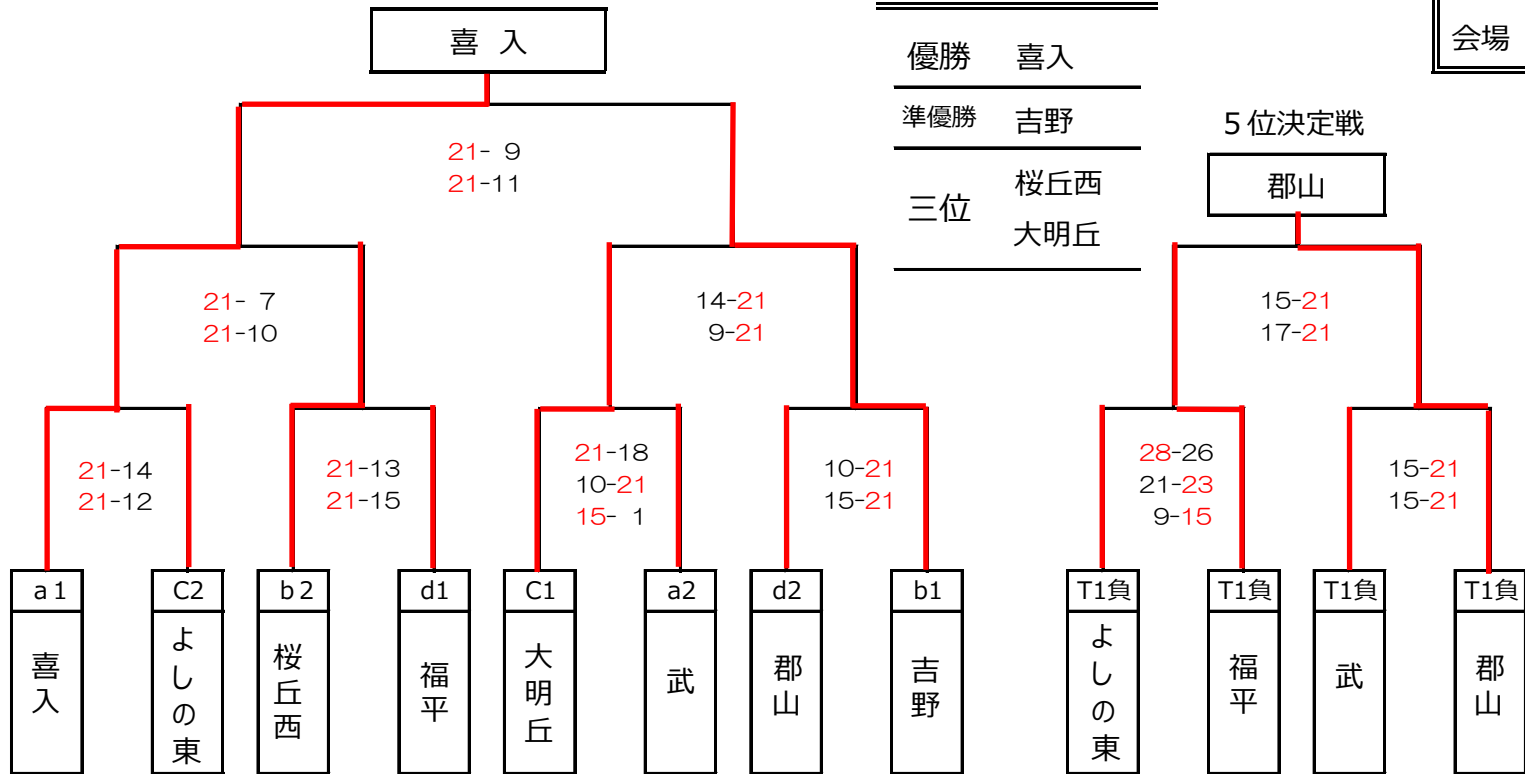 喜 入
優勝 喜入
準優勝 吉野
三位 桜丘西
大明丘
会場
5位決定戦
郡山
21- 9
21-11
21- 7
21-10
14-21
9-21
15-21
17-21
21-14
21-12
21-13
21-15
21-18
10-21
15- 1
10-21
15-21
28-26
21-23
9-15
15-21
15-21
a1 C2 b2 d1 C1 a2 d2 b1 T1負 T1負 T1負 T1負
喜入
よしの東
桜丘西
福平
大明丘
武
郡山
吉野
よしの東
福平
武
郡山